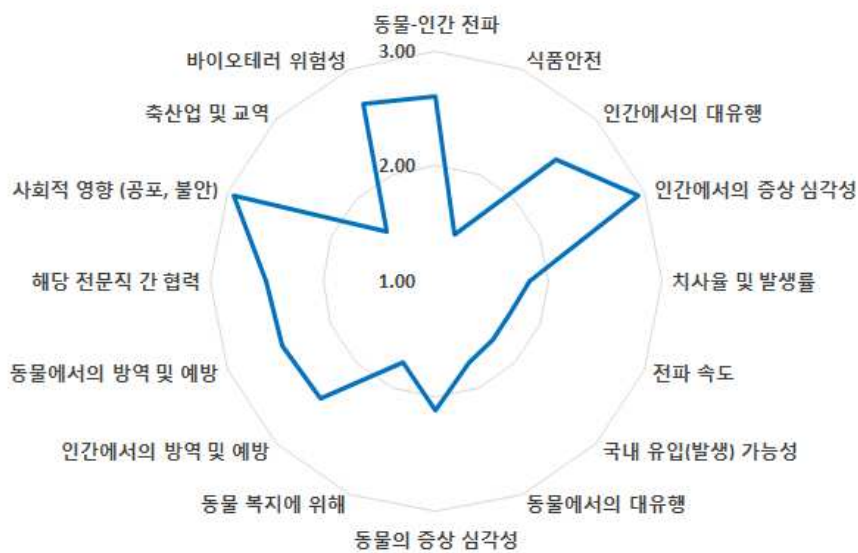 동물-인간 전파
3.00
바이오테러 위험성
식품안전
축산업 및 교역
인간에서의 대유행
2.00
사회적 영향 (공포, 불안)
인간에서의 증상 심각성
해당 전문직 간 협력
1.00
치사율 및 발생률
동물에서의 방역 및 예방
전파 속도
인간에서의 방역 및 예방
국내 유입(발생) 가능성
동물 복지에 위해
동물에서의 대유행
동물의 증상 심각성